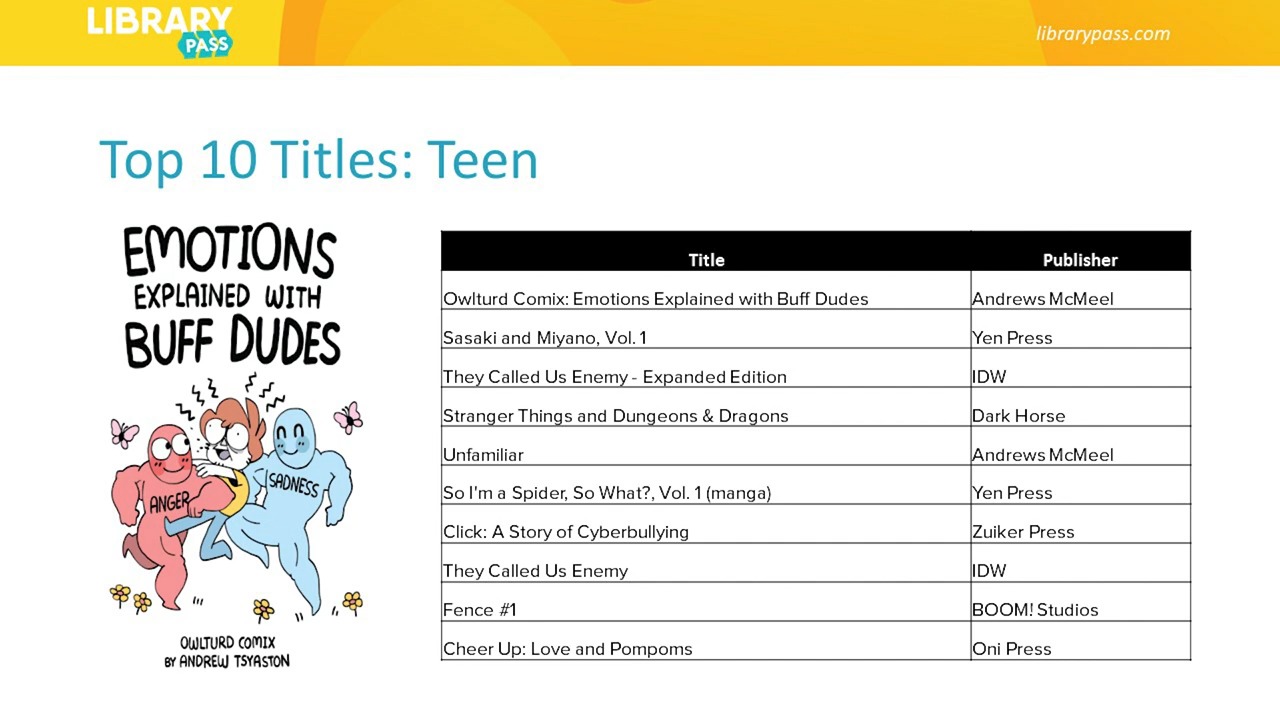 LIBRARY
PASS
librarypass.com
Top 10 Titles: Teen
EMOTIONS
EXPLAINED WITH
BUFF DUDES
ANGER
SADNESS
OWLTURD COMIX
BY ANDREW TSYASTON
Title Publisher
Owlturd Comix: Emotions Explained with Buff Dudes Andrews McMeel
Sasaki and Miyano, Vol. 1 Yen Press
They Called Us Enemy - Expanded Edition IDW
Stranger Things and Dungeons & Dragons Dark Horse
Unfamiliar Andrews McMeel
So I'm a Spider, So What?, Vol. 1 (manga) Yen Press
Click: A Story of Cyberbullying Zuiker Press
They Called Us Enemy IDW
Fence #1 BOOM! Studios
Cheer Up: Love and Pompoms Oni Press